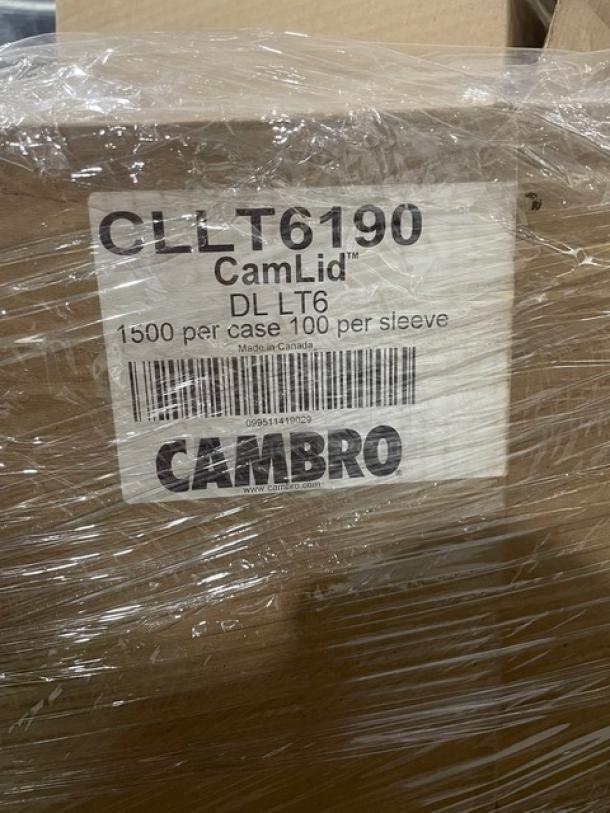 CLLT6190
CamLid™
DL LT6
1500 per case 100 per sleeve
Made in Canada
099511419029
CAMBRO
www.cambro.com